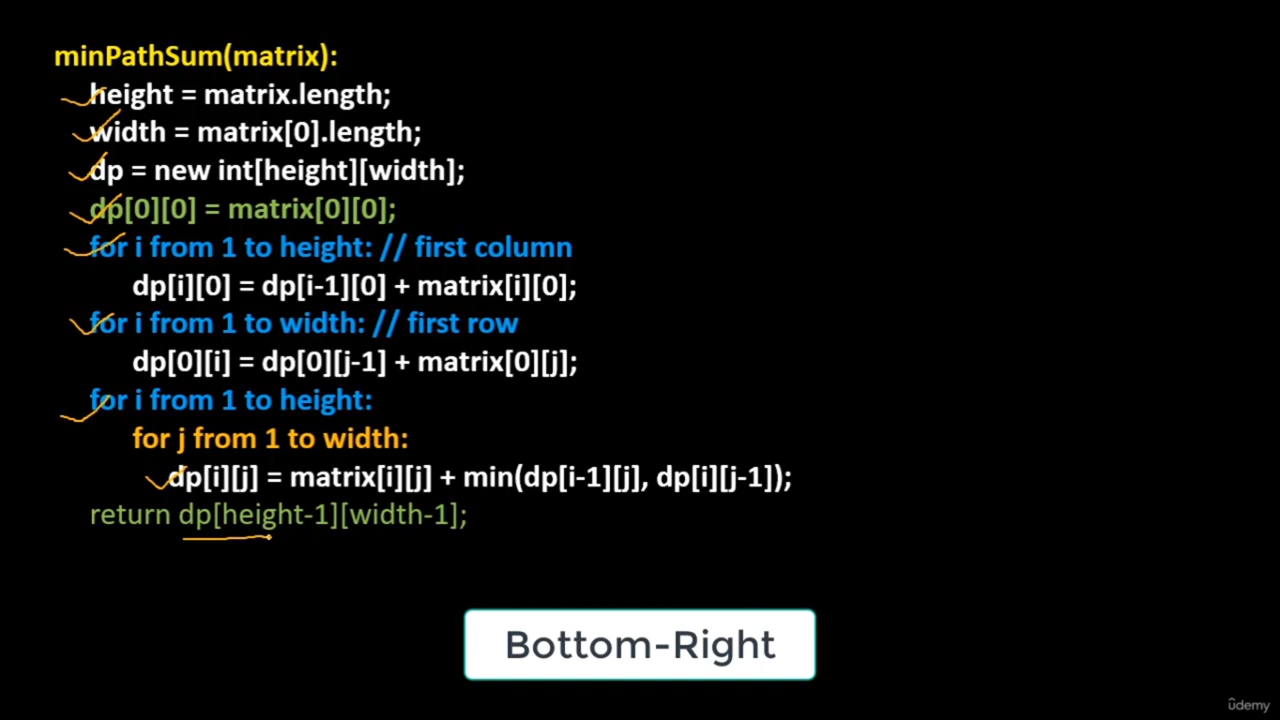 minPathSum(matrix):
height = matrix.length;
width = matrix[0].length;
dp = new int[height][width];
dp[0][0] = matrix[0][0];
for i from 1 to height: // first column
dp[i][0] = dp[i-1][0] + matrix[i][0];
for i from 1 to width: // first row
dp[0][i] = dp[0][j-1] + matrix[0][j];
for i from 1 to height:
for j from 1 to width:
dp[i][j] = matrix[i][j] + min(dp[i-1][j], dp[i][j-1]);
return dp[height-1][width-1];
Bottom-Right
ûdemy